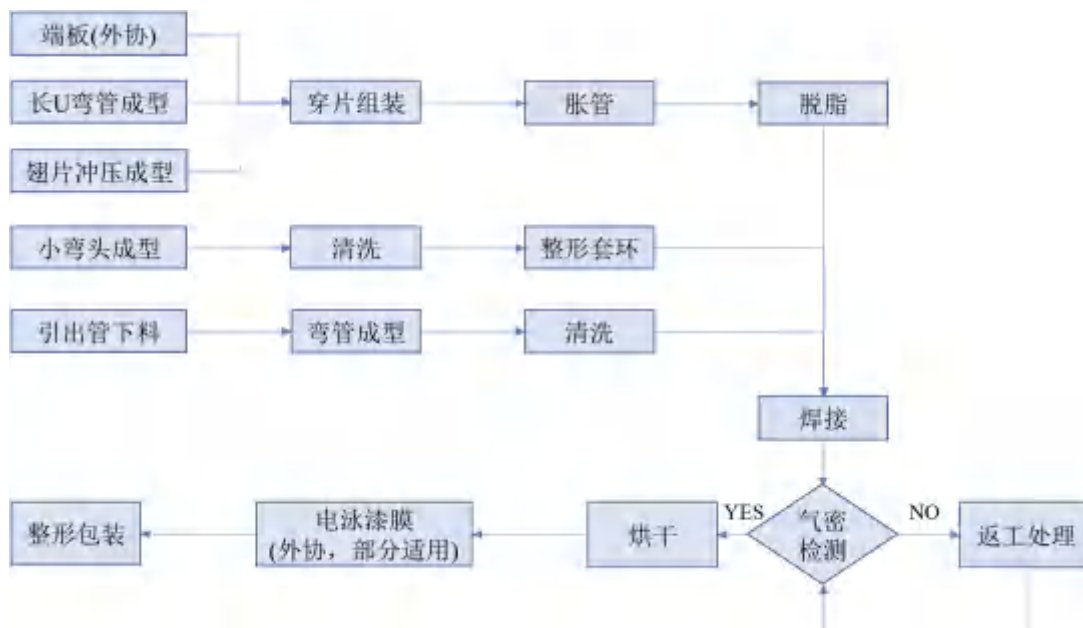 端板(外协)
长U弯管成型
穿片组装
胀管
脱脂
翅片冲压成型
小弯头成型
清洗
整形套环
引出管下料
弯管成型
清洗
焊接
整形包装
电泳漆膜
(外协，部分适用)
烘干
YES
气密
检测
NO
返工处理